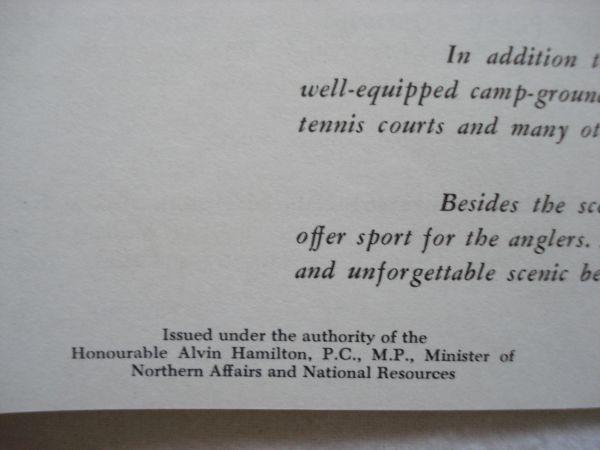 In addition
well-equipped camp-groun
tennis courts and many
Besides the
offer sport for the anglers.
and unforgettable scenic
Issued under the authority of the
Honourable Alvin Hamilton, P.C., M.P., Minister of
Northern Affairs and National Resources